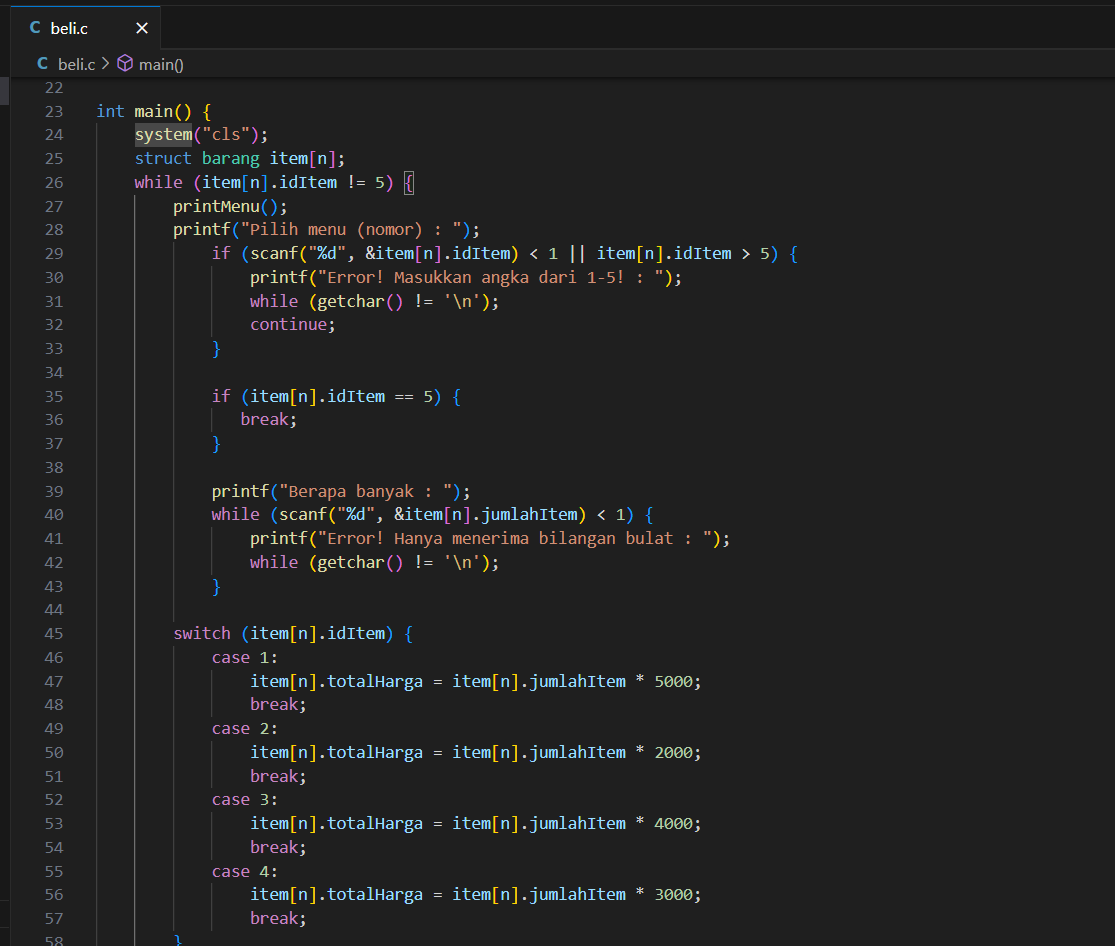 C beli.c ×
C beli.c > main()
22
23 int main() {
24     system("cls");
25     struct barang item[n];
26     while (item[n].idItem != 5) {
27         printMenu();
28         printf("Pilih menu (nomor) : ");
29             if (scanf("%d", &item[n].idItem) < 1 || item[n].idItem > 5) {
30                 printf("Error! Masukkan angka dari 1-5! : ");
31                 while (getchar() != '\n');
32                 continue;
33             }
34
35             if (item[n].idItem == 5) {
36                break;
37             }
38
39             printf("Berapa banyak : ");
40             while (scanf("%d", &item[n].jumlahItem) < 1) {
41                 printf("Error! Hanya menerima bilangan bulat : ");
42                 while (getchar() != '\n');
43             }
44
45         switch (item[n].idItem) {
46             case 1:
47                 item[n].totalHarga = item[n].jumlahItem * 5000;
48                 break;
49             case 2:
50                 item[n].totalHarga = item[n].jumlahItem * 2000;
51                 break;
52             case 3:
53                 item[n].totalHarga = item[n].jumlahItem * 4000;
54                 break;
55             case 4:
56                 item[n].totalHarga = item[n].jumlahItem * 3000;
57                 break;
58         }